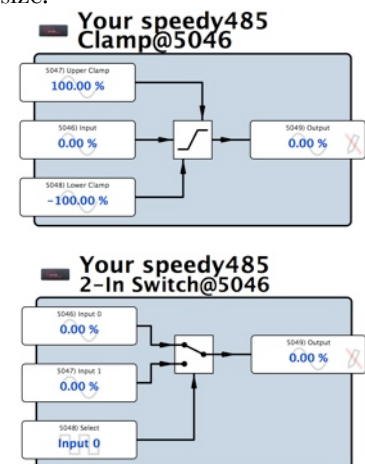 size.
Your speedy485
Clamp@5046
5047) Upper Clamp
100.00 %
5046) Input
0.00 %
5049) Output
0.00 %
5048) Lower Clamp
-100.00 %
Your speedy485
2-In Switch@5046
5046) Input 0
0.00 %
5049) Output
0.00 %
5047) Input 1
0.00 %
5048) Select
Input 0